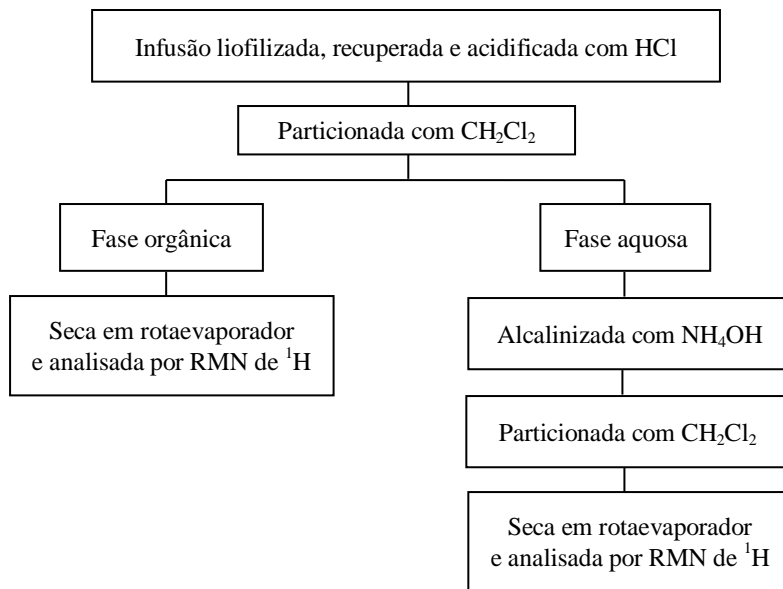 Infusão liofilizada, recuperada e acidificada com HCl
Particionada com CH₂Cl₂
Fase orgânica
Fase aquosa
Seca em rotaevaporador
e analisada por RMN de ¹H
Alcalinizada com NH₄OH
Particionada com CH₂Cl₂
Seca em rotaevaporador
e analisada por RMN de ¹H